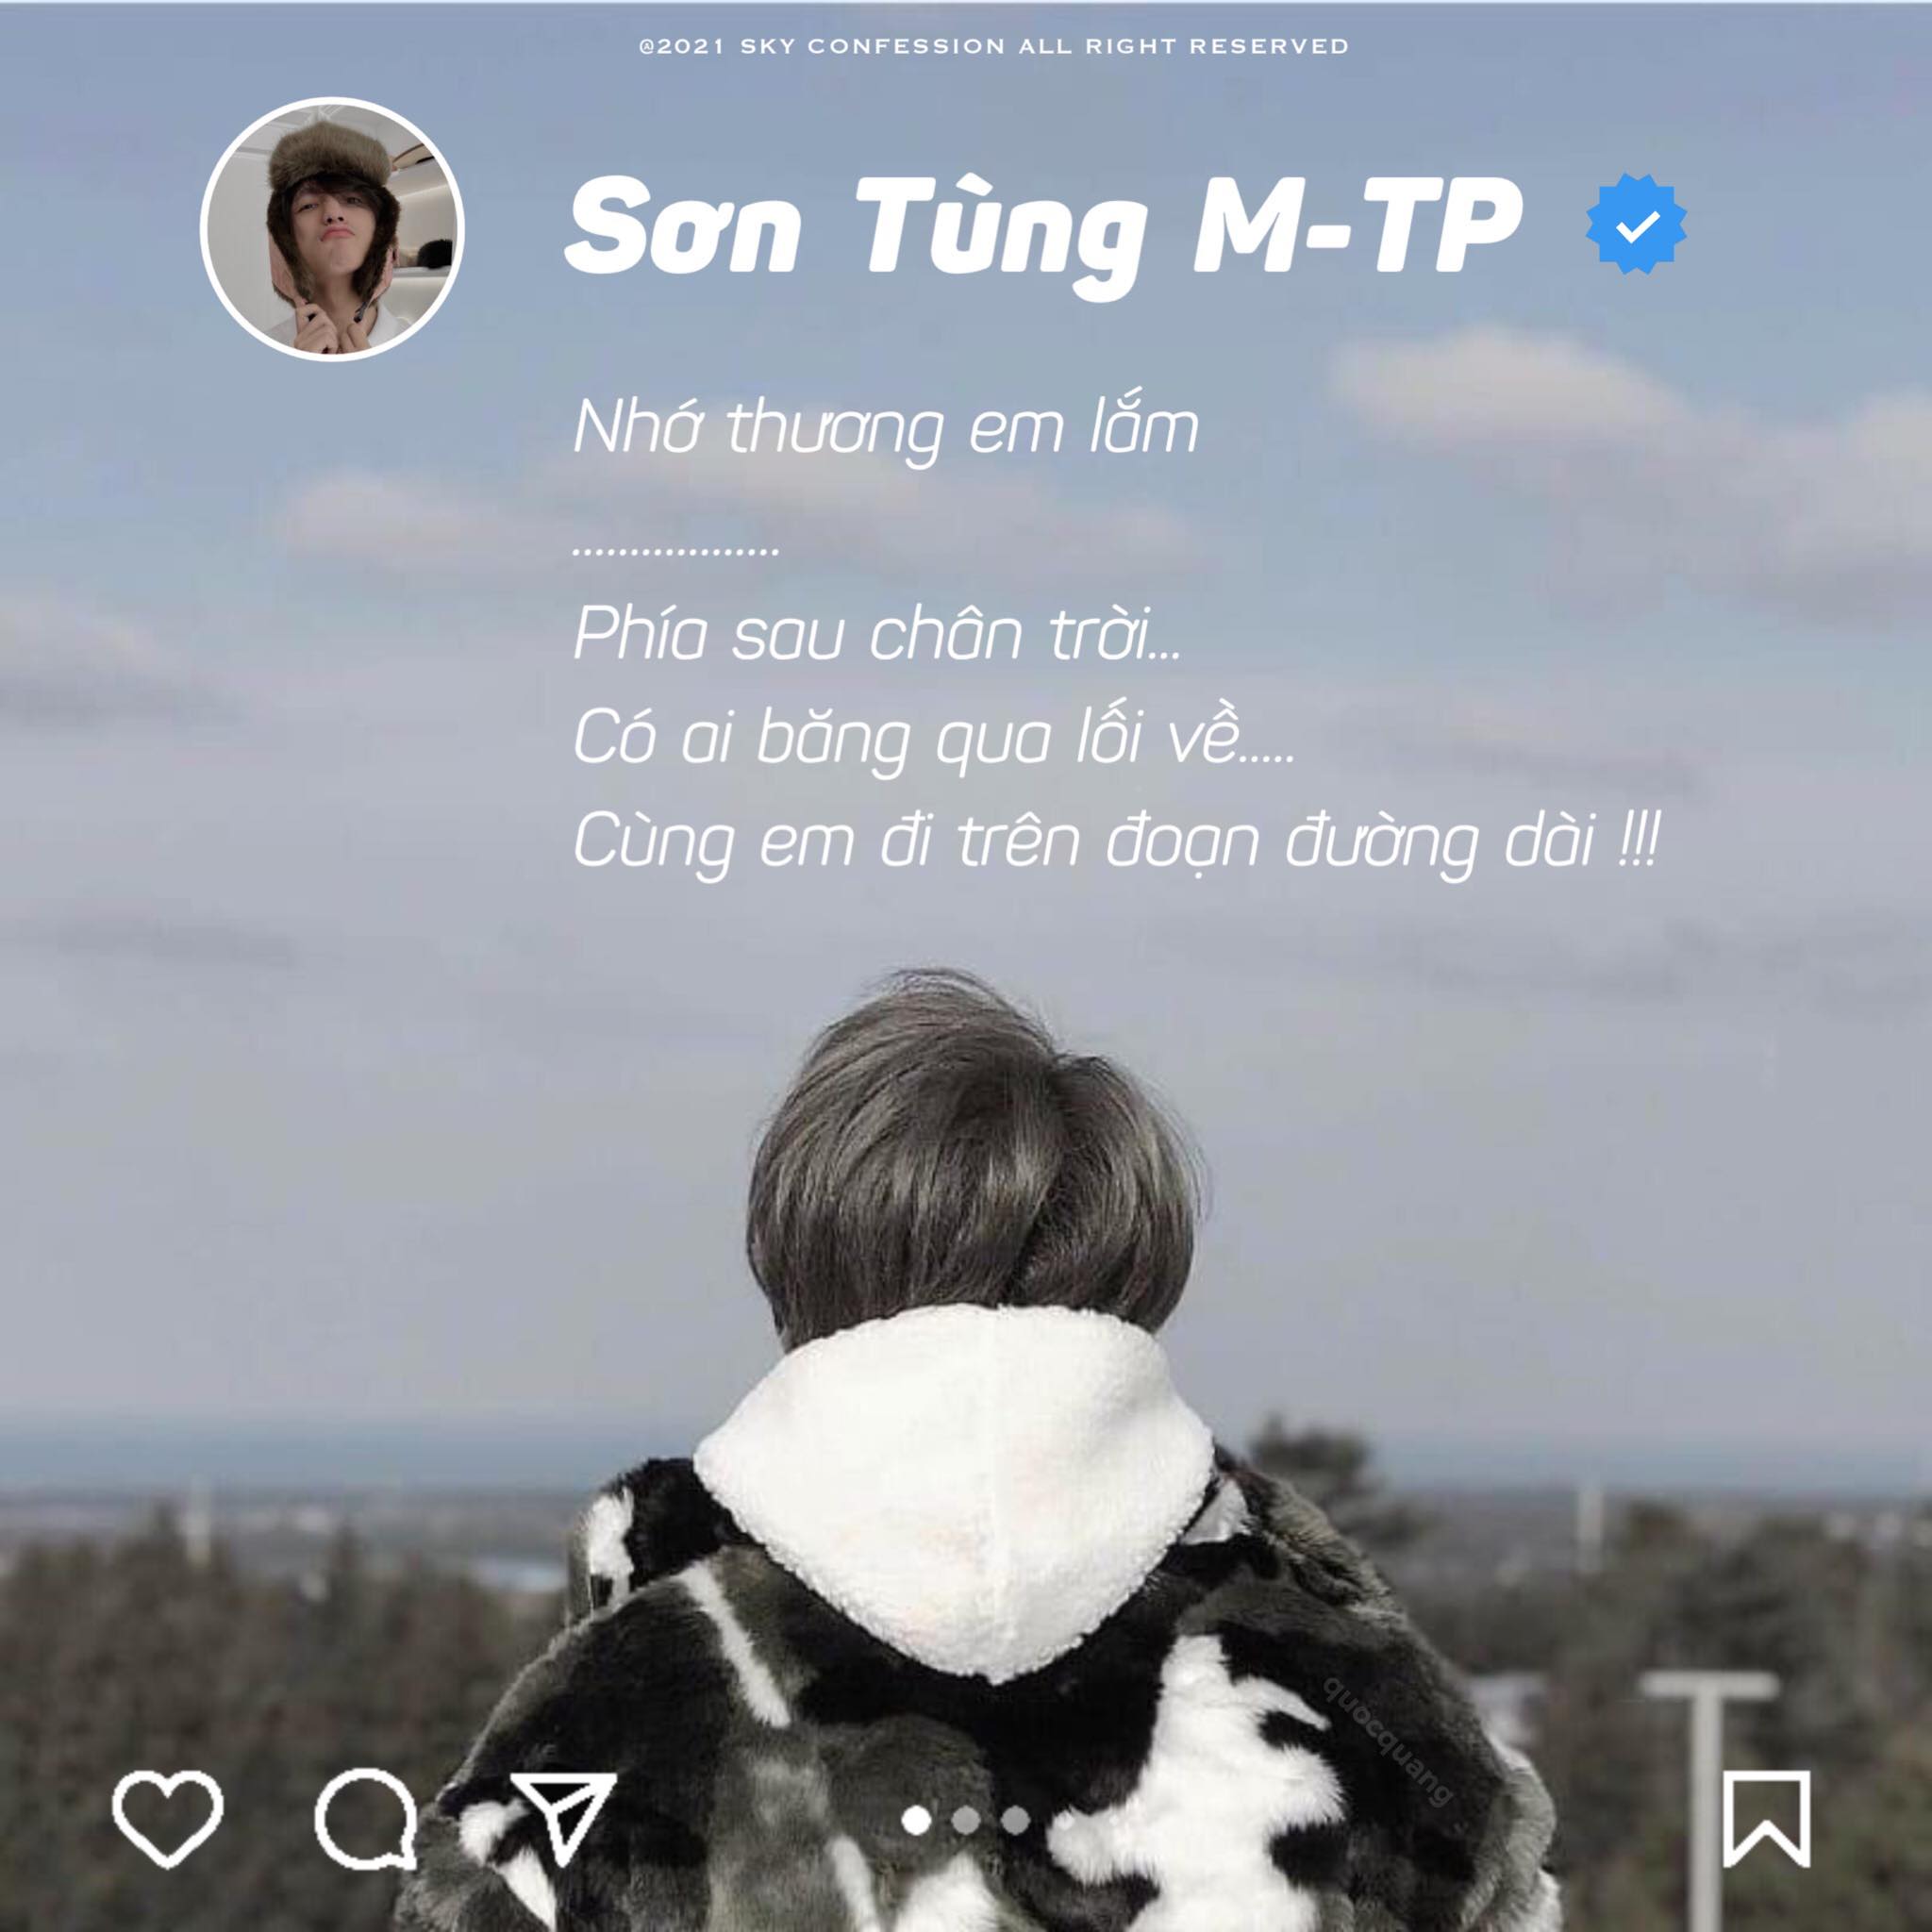 @2021 SKY CONFESSION ALL RIGHT RESERVED
Sơn Tùng M-TP
Nhớ thương em lắm
..................
Phía sau chân trời...
Có ai băng qua lối về.....
Cùng em đi trên đoạn đường dài !!!
quocquang